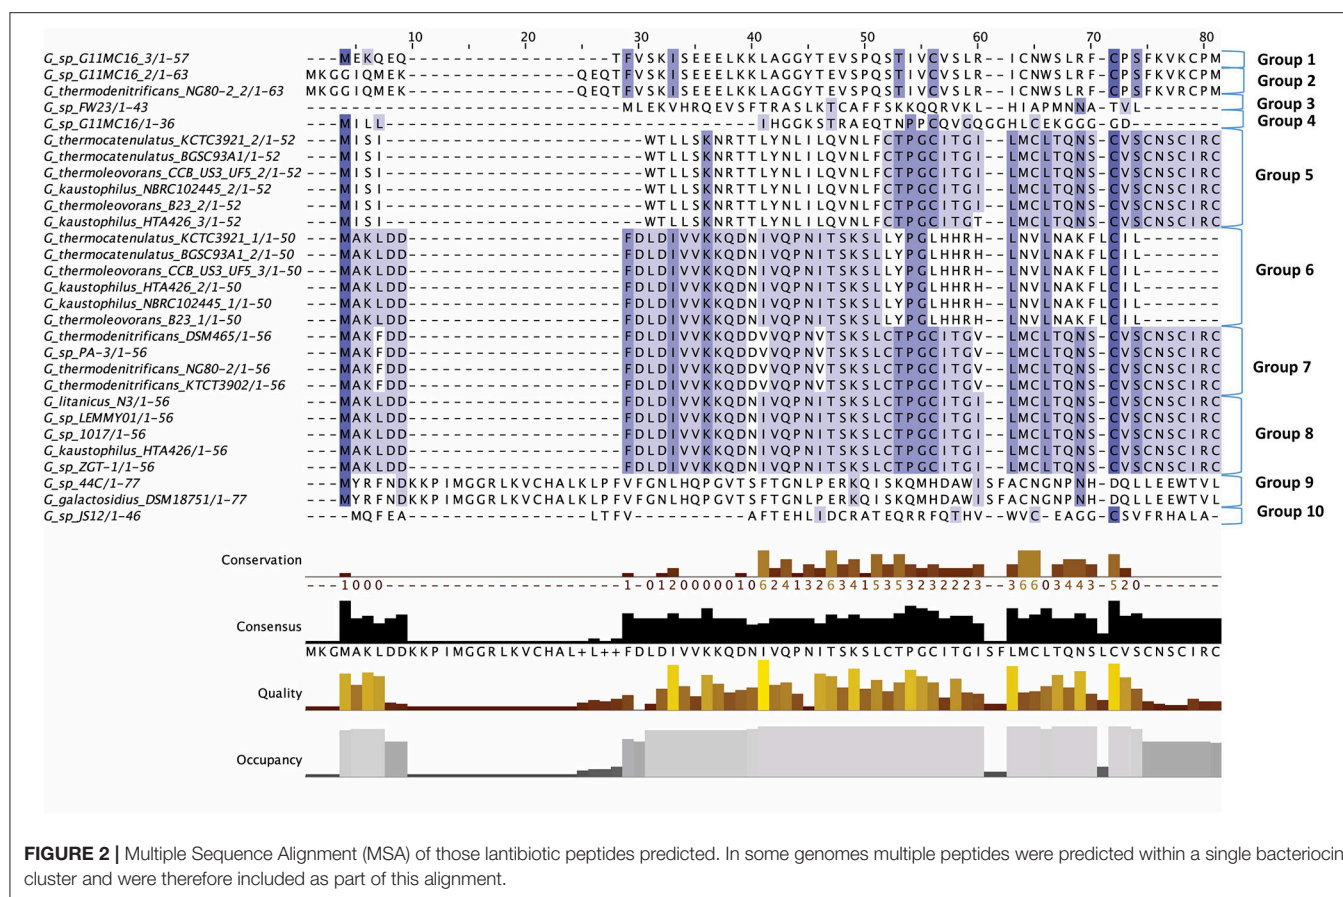 10 20 30 40 50 60 70 80
G_sp_G11MC16_3/1-57 ---MEKQEQ------------------TFVSKISEEELKKLAGGYTEVSPQSTIVCVSLR--ICNWSLRF-CPSFKVKCPM Group 1
G_sp_G11MC16_2/1-63 MKGGIQMEK---------------QEQTFVSKISEEELKKLAGGYTEVSPQSTIVCVSLR--ICNWSLRF-CPSFKVRCPM Group 2
G_thermodenitrificans_NG80-2_2/1-63 MKGGIQMEK---------------QEQTFVSKISEEELKKLAGGYTEVSPQSTIVCVSLR--ICNWSLRF-CPSFKVRCPM
G_sp_FW23/1-43 ----------------------------MLEKVHRQEVSFTRASLKTCAFFSKKQQRVKL--HIAPMNNA-TVL------- Group 3
G_sp_G11MC16/1-36 ---MILL---------------------------------IHGGKSTRAEQTNPPCQVGQGGHLCEKGGG-GD-------- Group 4
G_thermocatenulatus_KCTC3921_2/1-52 ---MISI-----------------------WTLLSKNRTTLYNLILQVNLFCTPGCITGI--LMCLTQNS-CVSCNSCIRC
G_thermocatenulatus_BGSC93A1/1-52 ---MISI-----------------------WTLLSKNRTTLYNLILQVNLFCTPGCITGI--LMCLTQNS-CVSCNSCIRC
G_thermoleovorans_CCB_US3_UF5_2/1-52 ---MISI-----------------------WTLLSKNRTTLYNLILQVNLFCTPGCITGI--LMCLTQNS-CVSCNSCIRC Group 5
G_kaustophilus_NBRC102445_2/1-52 ---MISI-----------------------WTLLSKNRTTLYNLILQVNLFCTPGCITGI--LMCLTQNS-CVSCNSCIRC
G_thermoleovorans_B23_2/1-52 ---MISI-----------------------WTLLSKNRTTLYNLILQVNLFCTPGCITGI--LMCLTQNS-CVSCNSCIRC
G_kaustophilus_HTA426_3/1-52 ---MISI-----------------------WTLLSKNRTTLYNLILQVNLFCTPGCITGT--LMCLTQNS-CVSCNSCIRC
G_thermocatenulatus_KCTC3921_1/1-50 ---MAKLDD-------------------FDLDIVVKKQDNIVQPNITSKSLLYPGLHHRH--LNVLNAKFLCIL-------
G_thermocatenulatus_BGSC93A1_2/1-50 ---MAKLDD-------------------FDLDIVVKKQDNIVQPNITSKSLLYPGLHHRH--LNVLNAKFLCIL-------
G_thermoleovorans_CCB_US3_UF5_3/1-50 ---MAKLDD-------------------FDLDIVVKKQDNIVQPNITSKSLLYPGLHHRH--LNVLNAKFLCIL------- Group 6
G_kaustophilus_HTA426_2/1-50 ---MAKLDD-------------------FDLDIVVKKQDNIVQPNITSKSLLYPGLHHRH--LNVLNAKFLCIL-------
G_kaustophilus_NBRC102445_1/1-50 ---MAKLDD-------------------FDLDIVVKKQDNIVQPNITSKSLLYPGLHHRH--LNVLNAKFLCIL-------
G_thermoleovorans_B23_1/1-50 ---MAKLDD-------------------FDLDIVVKKQDNIVQPNITSKSLLYPGLHHRH--LNVLNAKFLCIL-------
G_thermodenitrificans_DSM465/1-56 ---MAKFDD-------------------FDLDIVVKKQDDVVQPNVTSKSLCTPGCITGV--LMCLTQNS-CVSCNSCIRC
G_sp_PA-3/1-56 ---MAKFDD-------------------FDLDIVVKKQDDVVQPNVTSKSLCTPGCITGV--LMCLTQNS-CVSCNSCIRC
G_thermodenitrificans_NG80-2/1-56 ---MAKFDD-------------------FDLDIVVKKQDDVVQPNVTSKSLCTPGCITGV--LMCLTQNS-CVSCNSCIRC Group 7
G_thermodenitrificans_KTCT3902/1-56 ---MAKFDD-------------------FDLDIVVKKQDDVVQPNVTSKSLCTPGCITGV--LMCLTQNS-CVSCNSCIRC
G_litanicus_N3/1-56 ---MAKLDD-------------------FDLDIVVKKQDNIVQPNITSKSLCTPGCITGI--LMCLTQNS-CVSCNSCIRC
G_sp_LEMMY01/1-56 ---MAKLDD-------------------FDLDIVVKKQDNIVQPNITSKSLCTPGCITGI--LMCLTQNS-CVSCNSCIRC
G_sp_1017/1-56 ---MAKLDD-------------------FDLDIVVKKQDNIVQPNITSKSLCTPGCITGI--LMCLTQNS-CVSCNSCIRC Group 8
G_kaustophilus_HTA426/1-56 ---MAKLDD-------------------FDLDIVVKKQDNIVQPNITSKSLCTPGCITGI--LMCLTQNS-CVSCNSCIRC
G_sp_ZGT-1/1-56 ---MAKLDD-------------------FDLDIVVKKQDNIVQPNITSKSLCTPGCITGI--LMCLTQNS-CVSCNSCIRC
G_sp_44C/1-77 ---MYRFNDKKPIMGGRLKVCHALKLPFVFGNLHQPGVTSFTGNLPERKQISKQMHDAWISFACNGNPNH-DQLLEEWTVL Group 9
G_galactosidius_DSM18751/1-77 ---MYRFNDKKPIMGGRLKVCHALKLPFVFGNLHQPGVTSFTGNLPERKQISKQMHDAWISFACNGNPNH-DQLLEEWTVL
G_sp_JS12/1-46 ----MQFEA----------------LTFV----------AFTEHLIDCRATEQRRFQTHV--WVC-EAGG-CSVFRHALA- Group 10
Conservation
---1000---------------------1-01200000106241326341535323223--36603443-520-------
Consensus
MKGMAKLDDKKPIMGGRLKVCHAL+L++FDLDIVVKKQDNIVQPNITSKSLCTPGCITGISFLMCLTQNSLCVSCNSCIRC
Quality
Occupancy
FIGURE 2 | Multiple Sequence Alignment (MSA) of those lantibiotic peptides predicted. In some genomes multiple peptides were predicted within a single bacteriocin
cluster and were therefore included as part of this alignment.